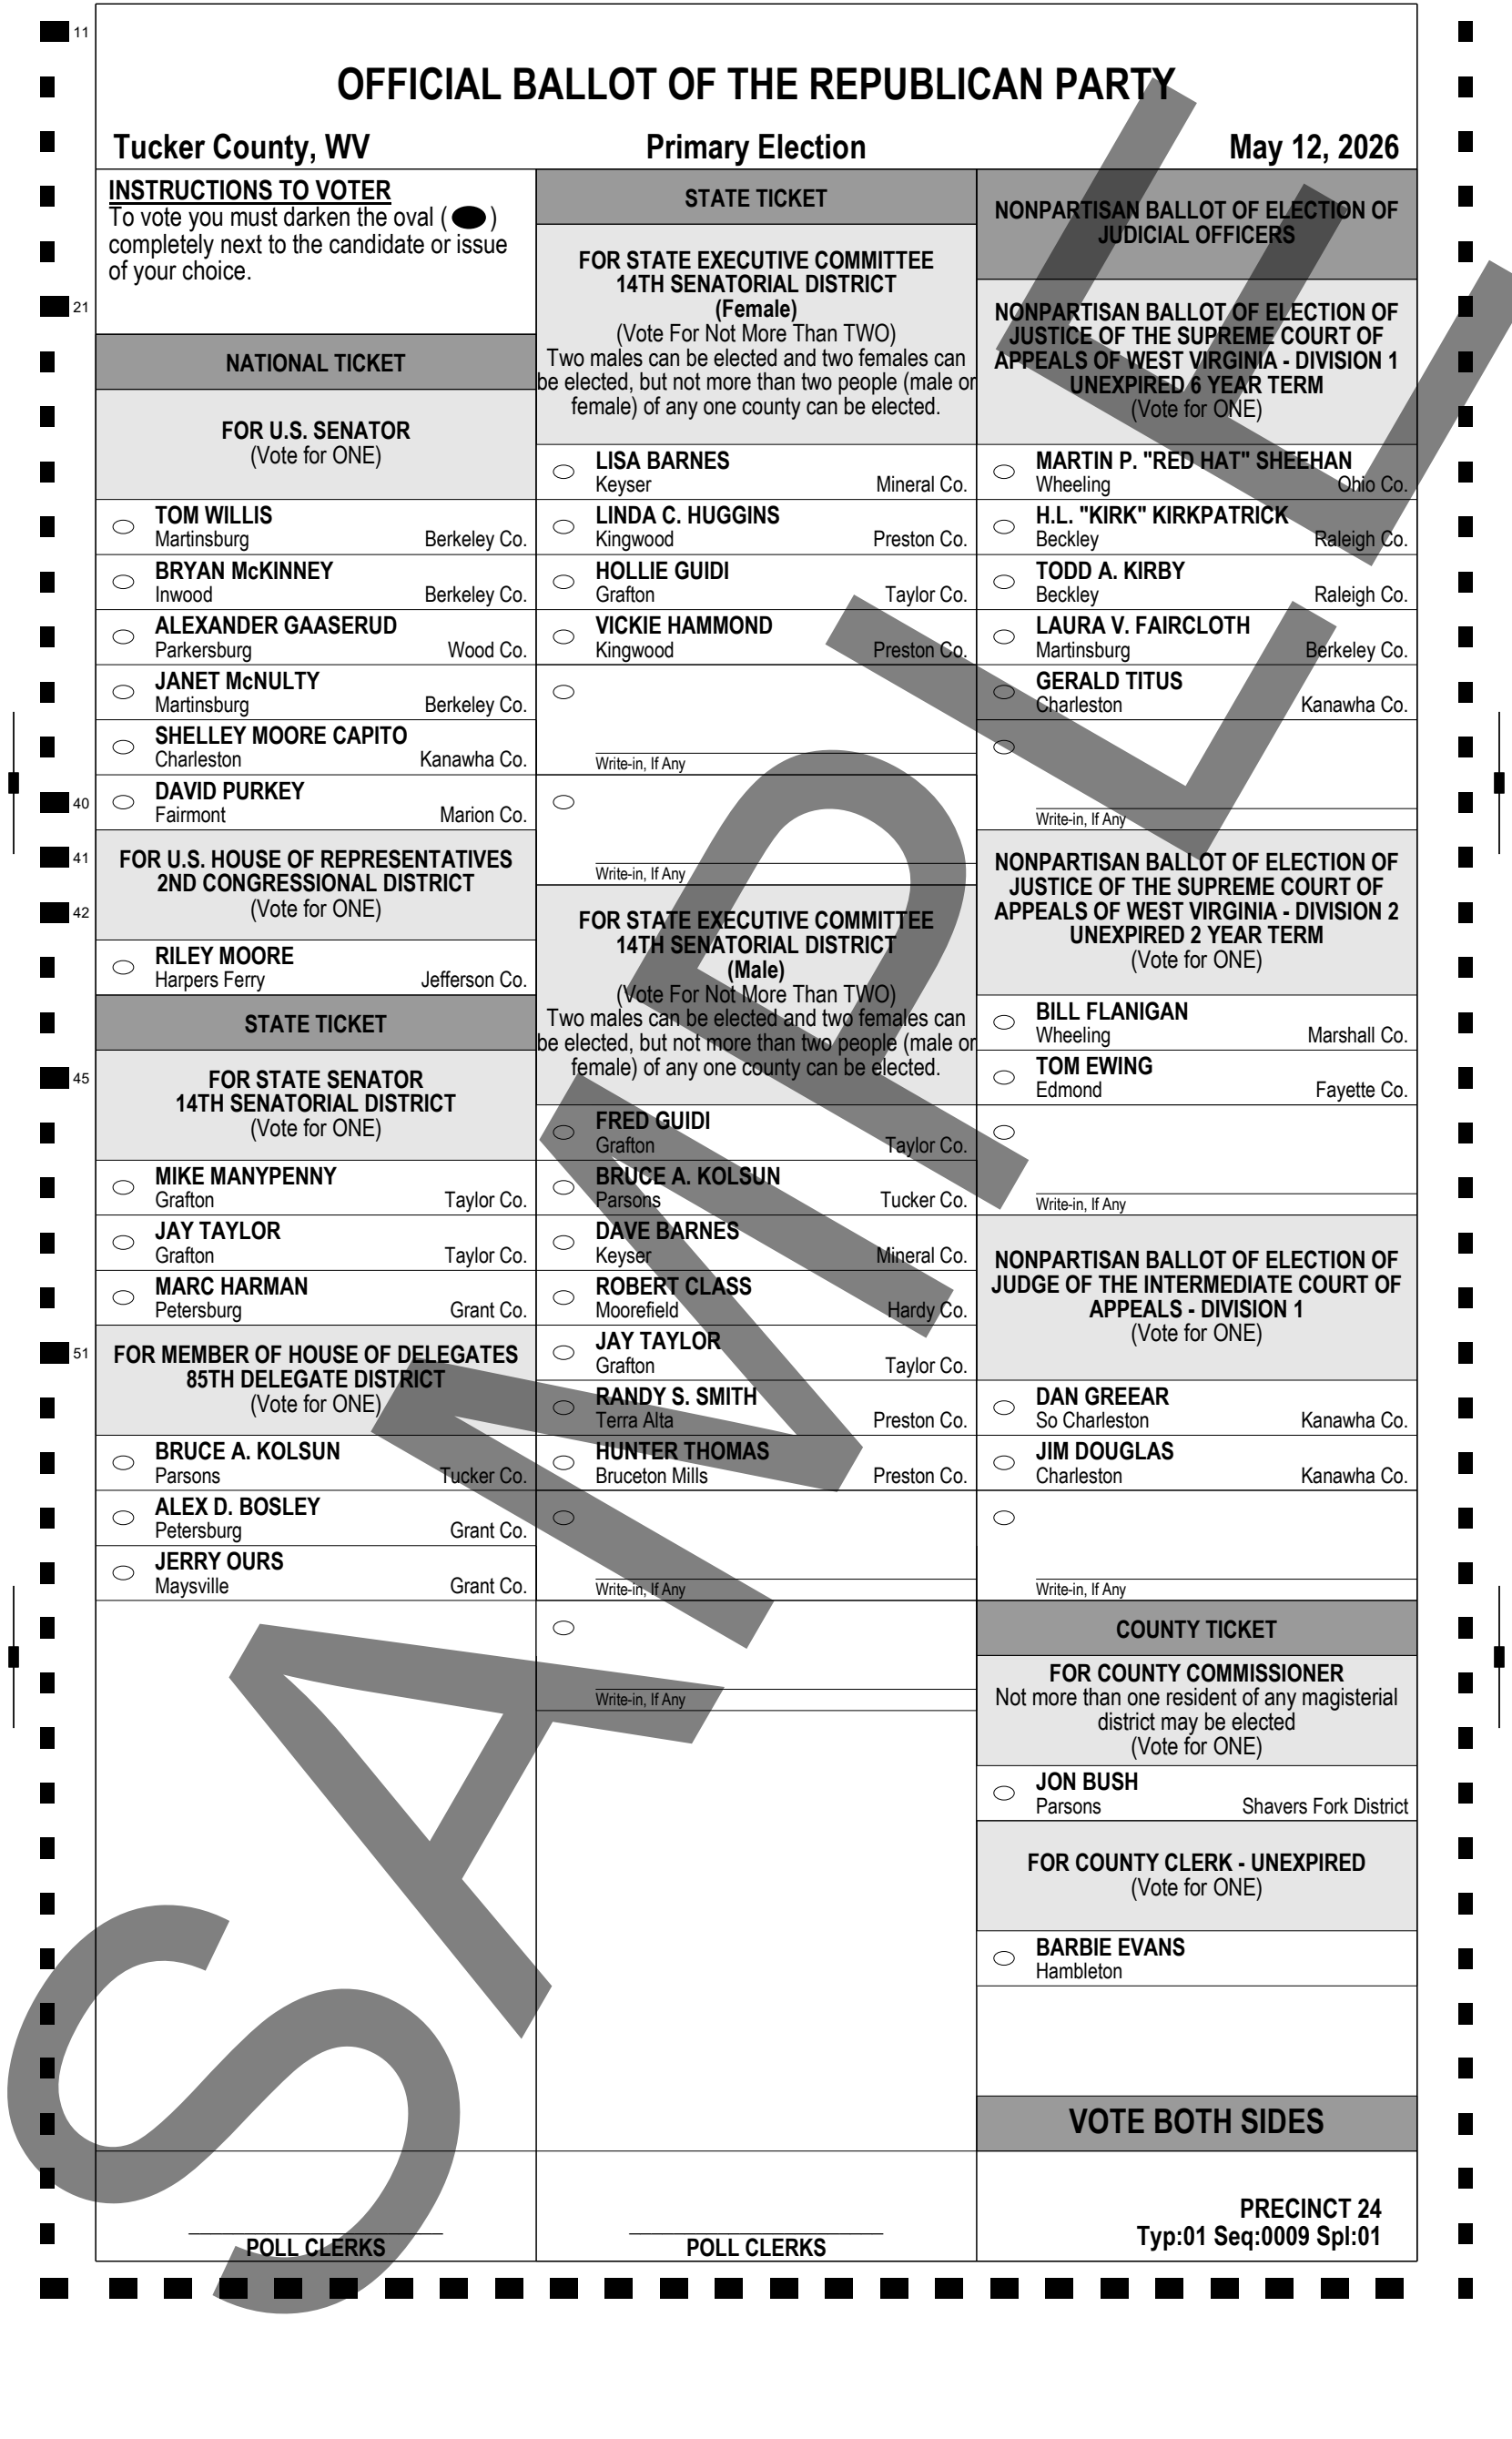 11
OFFICIAL BALLOT OF THE REPUBLICAN PARTY
Tucker County, WV Primary Election May 12, 2026
INSTRUCTIONS TO VOTER
To vote you must darken the oval ( )
completely next to the candidate or issue
of your choice.
21
NATIONAL TICKET
FOR U.S. SENATOR
(Vote for ONE)
TOM WILLIS
Martinsburg Berkeley Co.
BRYAN McKINNEY
Inwood Berkeley Co.
ALEXANDER GAASERUD
Parkersburg Wood Co.
JANET McNULTY
Martinsburg Berkeley Co.
SHELLEY MOORE CAPITO
Charleston Kanawha Co.
40
DAVID PURKEY
Fairmont Marion Co.
41
FOR U.S. HOUSE OF REPRESENTATIVES
2ND CONGRESSIONAL DISTRICT
42
(Vote for ONE)
RILEY MOORE
Harpers Ferry Jefferson Co.
STATE TICKET
45
FOR STATE SENATOR
14TH SENATORIAL DISTRICT
(Vote for ONE)
MIKE MANYPENNY
Grafton Taylor Co.
JAY TAYLOR
Grafton Taylor Co.
MARC HARMAN
Petersburg Grant Co.
51
FOR MEMBER OF HOUSE OF DELEGATES
85TH DELEGATE DISTRICT
(Vote for ONE)
BRUCE A. KOLSUN
Parsons Tucker Co.
ALEX D. BOSLEY
Petersburg Grant Co.
JERRY OURS
Maysville Grant Co.
POLL CLERKS
STATE TICKET
FOR STATE EXECUTIVE COMMITTEE
14TH SENATORIAL DISTRICT
(Female)
(Vote For Not More Than TWO)
Two males can be elected and two females can
be elected, but not more than two people (male or
female) of any one county can be elected.
LISA BARNES
Keyser Mineral Co.
LINDA C. HUGGINS
Kingwood Preston Co.
HOLLIE GUIDI
Grafton Taylor Co.
VICKIE HAMMOND
Kingwood Preston Co.
Write-in, If Any
Write-in, If Any
FOR STATE EXECUTIVE COMMITTEE
14TH SENATORIAL DISTRICT
(Male)
(Vote For Not More Than TWO)
Two males can be elected and two females can
be elected, but not more than two people (male or
female) of any one county can be elected.
FRED GUIDI
Grafton Taylor Co.
BRUCE A. KOLSUN
Parsons Tucker Co.
DAVE BARNES
Keyser Mineral Co.
ROBERT CLASS
Moorefield Hardy Co.
JAY TAYLOR
Grafton Taylor Co.
RANDY S. SMITH
Terra Alta Preston Co.
HUNTER THOMAS
Bruceton Mills Preston Co.
Write-in, If Any
Write-in, If Any
POLL CLERKS
NONPARTISAN BALLOT OF ELECTION OF
JUDICIAL OFFICERS
NONPARTISAN BALLOT OF ELECTION OF
JUSTICE OF THE SUPREME COURT OF
APPEALS OF WEST VIRGINIA - DIVISION 1
UNEXPIRED 6 YEAR TERM
(Vote for ONE)
MARTIN P. "RED HAT" SHEEHAN
Wheeling Ohio Co.
H.L. "KIRK" KIRKPATRICK
Beckley Raleigh Co.
TODD A. KIRBY
Beckley Raleigh Co.
LAURA V. FAIRCLOTH
Martinsburg Berkeley Co.
GERALD TITUS
Charleston Kanawha Co.
Write-in, If Any
NONPARTISAN BALLOT OF ELECTION OF
JUSTICE OF THE SUPREME COURT OF
APPEALS OF WEST VIRGINIA - DIVISION 2
UNEXPIRED 2 YEAR TERM
(Vote for ONE)
BILL FLANIGAN
Wheeling Marshall Co.
TOM EWING
Edmond Fayette Co.
Write-in, If Any
NONPARTISAN BALLOT OF ELECTION OF
JUDGE OF THE INTERMEDIATE COURT OF
APPEALS - DIVISION 1
(Vote for ONE)
DAN GREEAR
So Charleston Kanawha Co.
JIM DOUGLAS
Charleston Kanawha Co.
Write-in, If Any
COUNTY TICKET
FOR COUNTY COMMISSIONER
Not more than one resident of any magisterial
district may be elected
(Vote for ONE)
JON BUSH
Parsons Shavers Fork District
FOR COUNTY CLERK - UNEXPIRED
(Vote for ONE)
BARBIE EVANS
Hambleton
VOTE BOTH SIDES
PRECINCT 24
Typ:01 Seq:0009 Spl:01
SAMPLE